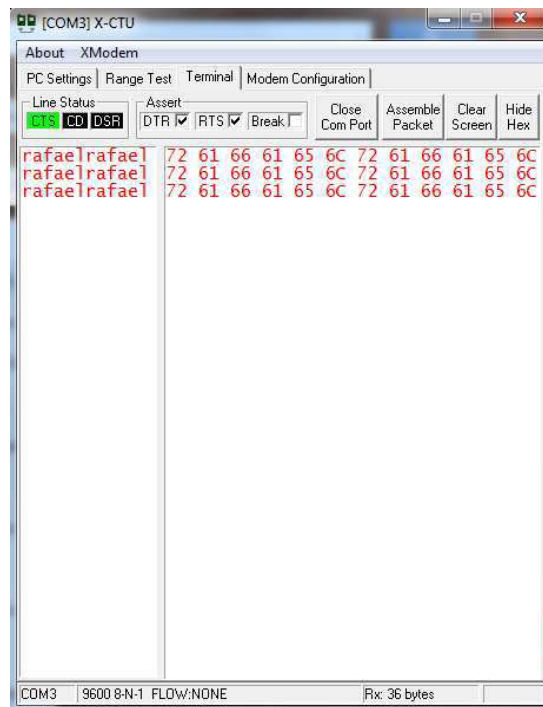 [COM3] X-CTU
About XModem
PC Settings Range Test Terminal Modem Configuration
Line Status Assert
CTS CD DSR DTR RTS Break Close Com Port Assemble Packet Clear Screen Hide Hex
rafaelrafael 72 61 66 61 65 6C 72 61 66 61 65 6C
rafaelrafael 72 61 66 61 65 6C 72 61 66 61 65 6C
rafaelrafael 72 61 66 61 65 6C 72 61 66 61 65 6C
COM3 9600 8-N-1 FLOW:NONE Rx: 36 bytes